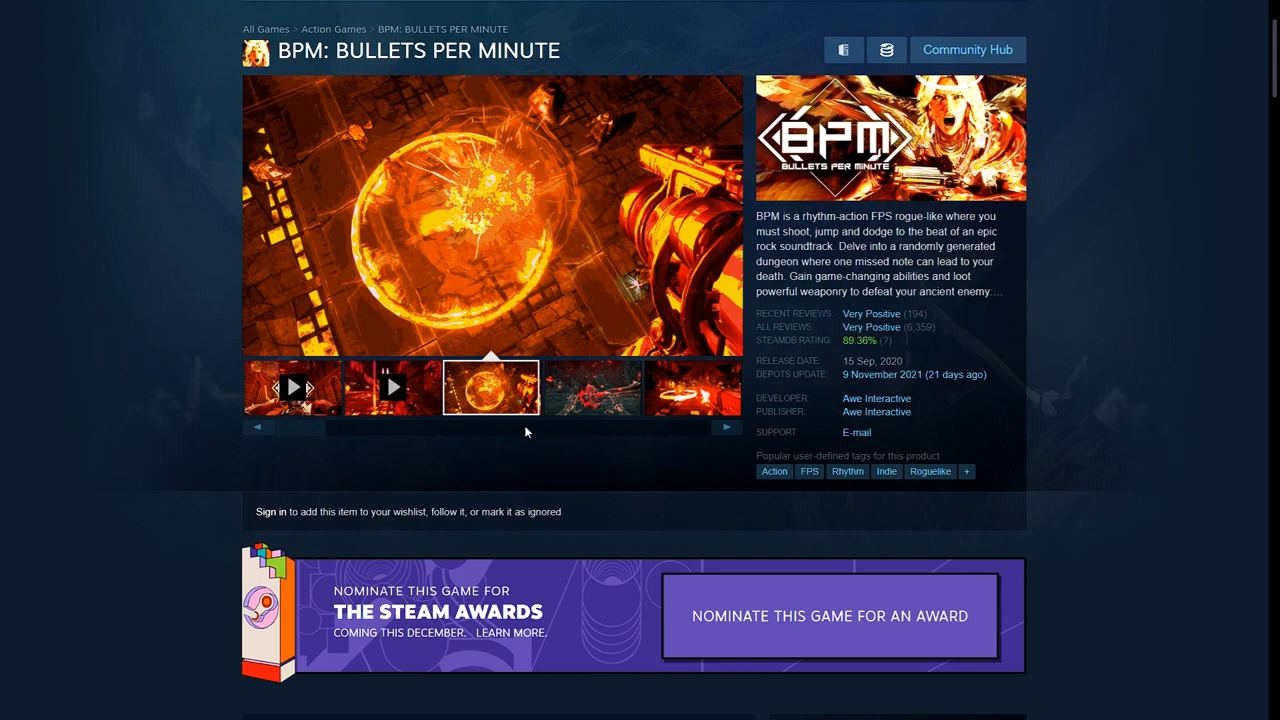 All Games > Action Games > BPM: BULLETS PER MINUTE
BPM: BULLETS PER MINUTE
Community Hub
BPM
BULLETS PER MINUTE
BPM is a rhythm-action FPS rogue-like where you
must shoot, jump and dodge to the beat of an epic
rock soundtrack. Delve into a randomly generated
dungeon where one missed note can lead to your
death. Gain game-changing abilities and loot
powerful weaponry to defeat your ancient enemy:...
RECENT REVIEWS: Very Positive (194)
ALL REVIEWS: Very Positive (6,359)
STEAMDB RATING: 89.36% (?)
RELEASE DATE: 15 Sep, 2020
DEPOTS UPDATE: 9 November 2021 (21 days ago)
DEVELOPER: Awe Interactive
PUBLISHER: Awe Interactive
SUPPORT: E-mail
Popular user-defined tags for this product:
Action FPS Rhythm Indie Roguelike +
Sign in to add this item to your wishlist, follow it, or mark it as ignored
NOMINATE THIS GAME FOR
THE STEAM AWARDS
COMING THIS DECEMBER. LEARN MORE.
NOMINATE THIS GAME FOR AN AWARD